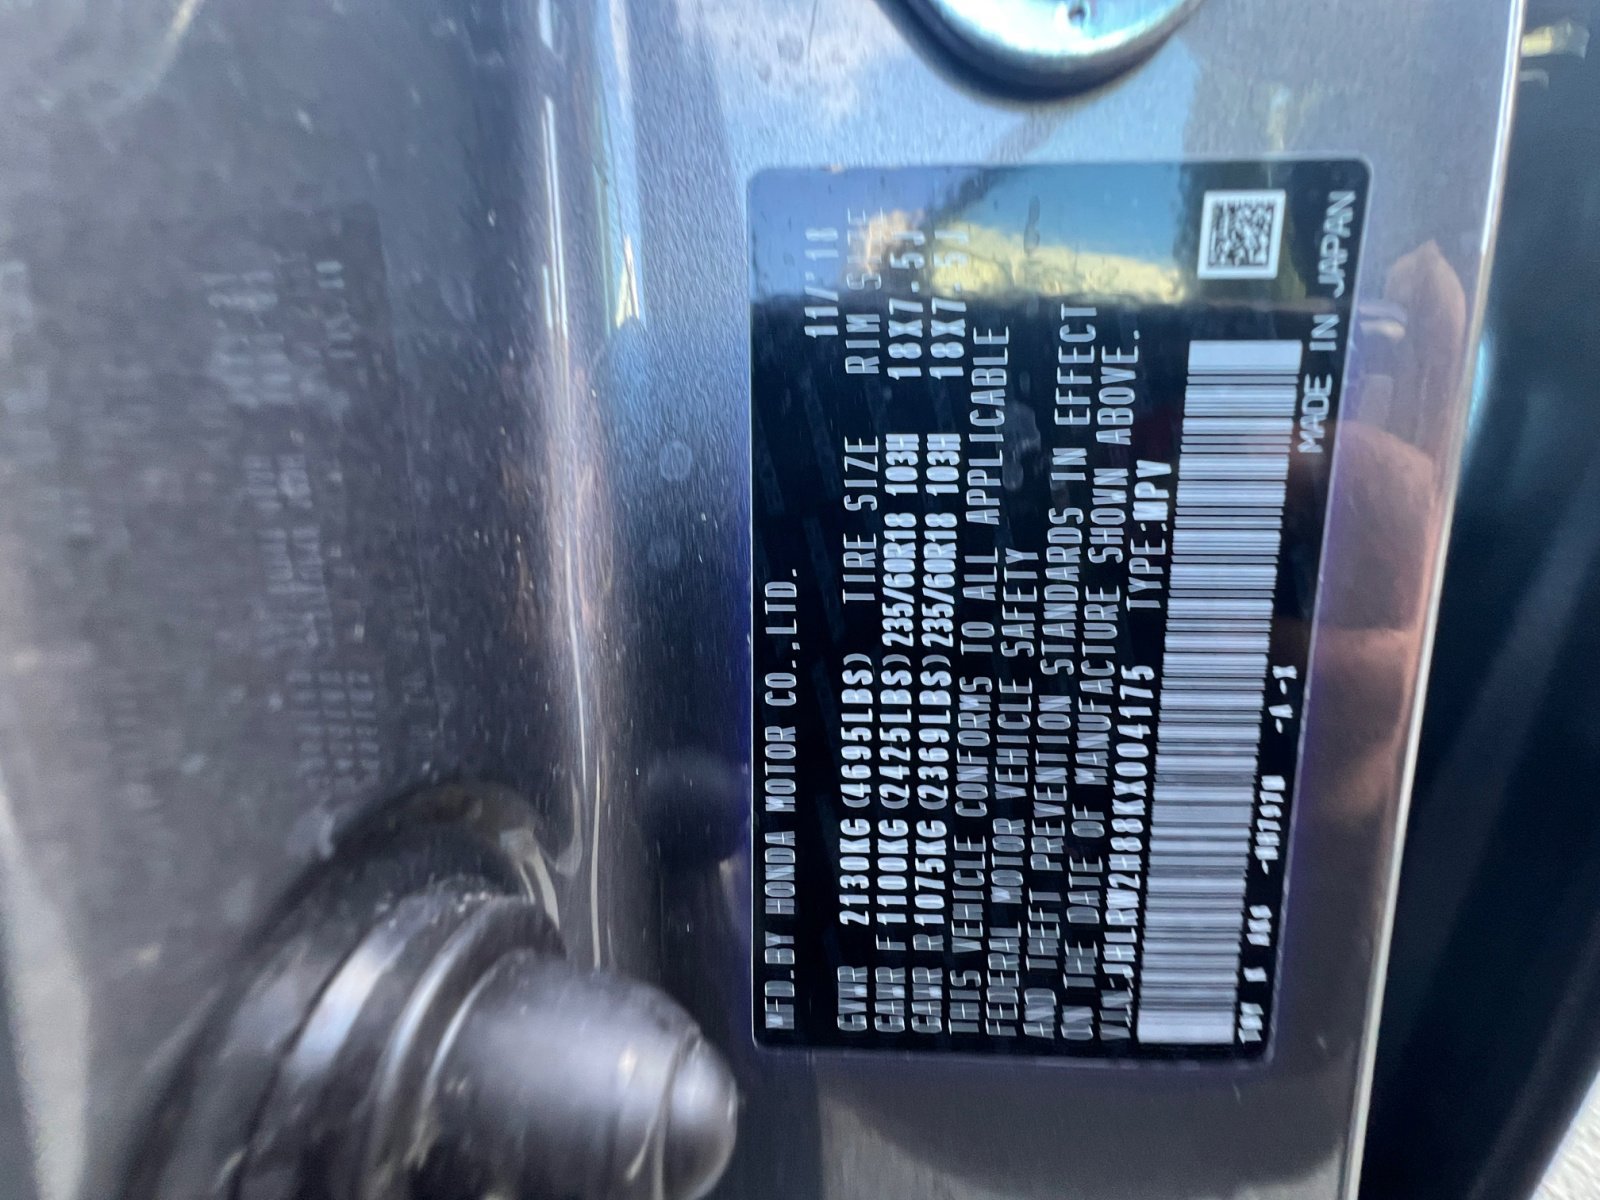 MFD.BY HONDA MOTOR CO.,LTD. 11/'18
GVWR 2130KG(4695LBS) TIRE SIZE RIM SIZE
GAWR F 1100KG(2425LBS) 235/60R18 103H 18X7.5J
GAWR R 1075KG(2369LBS) 235/60R18 103H 18X7.5J
THIS VEHICLE CONFORMS TO ALL APPLICABLE
FEDERAL MOTOR VEHICLE SAFETY
AND THEFT PREVENTION STANDARDS IN EFFECT
ON THE DATE OF MANUFACTURE SHOWN ABOVE.
VIN:JHLRW2H88KX004175 TYPE:MPV
-A-
MADE IN JAPAN